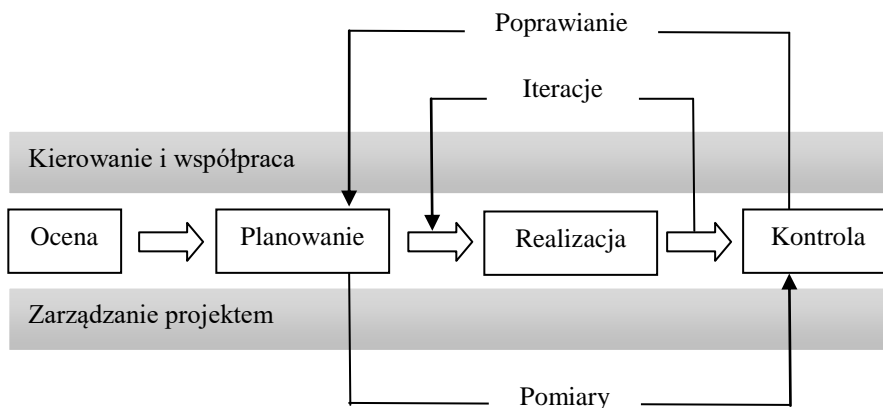 Poprawianie
Iteracje
Kierowanie i współpraca
Ocena
Planowanie
Realizacja
Kontrola
Zarządzanie projektem
Pomiary